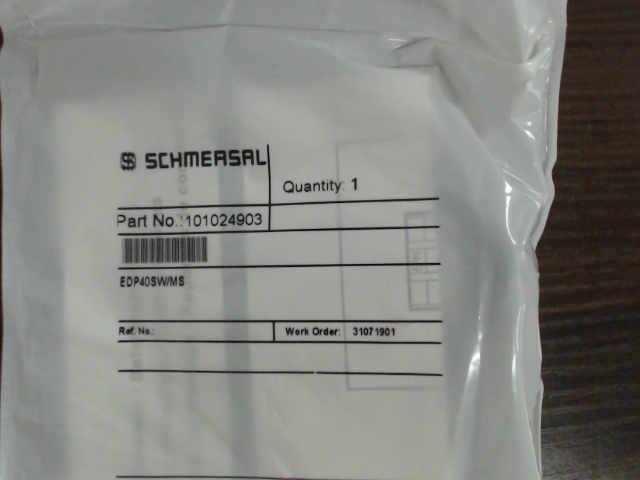 SCHMERSAL
Quantity: 1
Part No.: 101024903
EDP40SW/MS
Ref. No.:
Work Order: 31071901